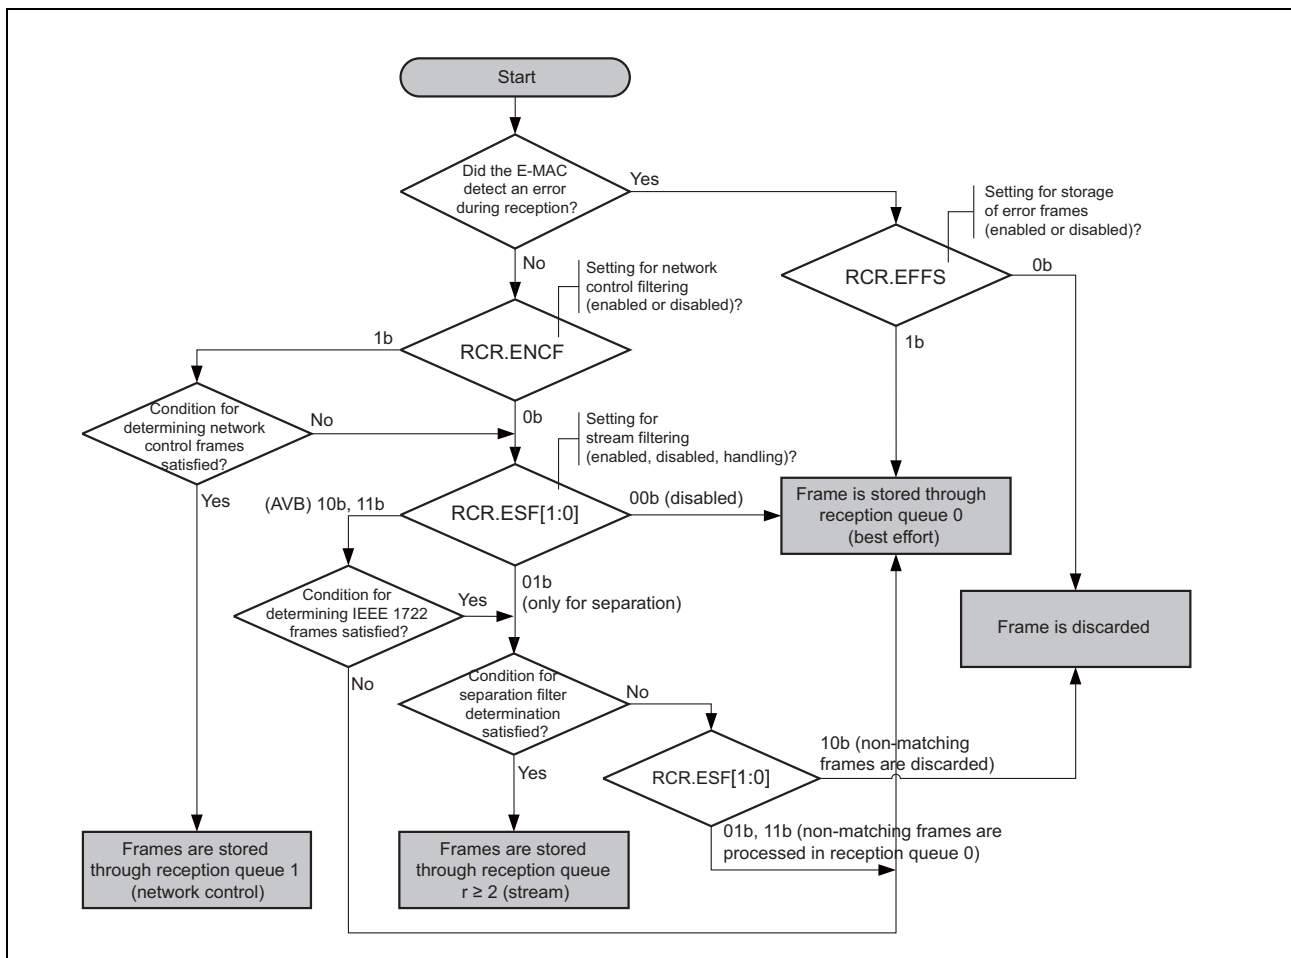 Start
Did the E-MAC
detect an error
during reception?
Yes
No
Setting for storage
of error frames
(enabled or disabled)?
RCR.EFFS
0b
1b
Setting for network
control filtering
(enabled or disabled)?
RCR.ENCF
1b
0b
Condition for
determining network
control frames
satisfied?
No
Yes
Setting for
stream filtering
(enabled, disabled, handling)?
RCR.ESF[1:0]
(AVB) 10b, 11b
00b (disabled)
01b
(only for separation)
Frame is stored through
reception queue 0
(best effort)
Condition for
determining IEEE 1722
frames satisfied?
Yes
No
Frame is discarded
Condition for
separation filter
determination
satisfied?
No
Yes
RCR.ESF[1:0]
10b (non-matching
frames are discarded)
01b, 11b (non-matching frames are
processed in reception queue 0)
Frames are stored
through reception queue 1
(network control)
Frames are stored
through reception queue
r ≥ 2 (stream)